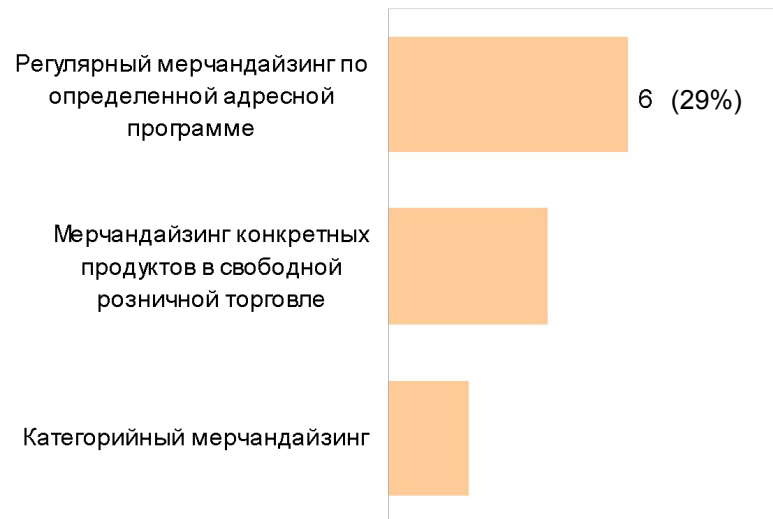 Регулярный мерчандайзинг по
определенной адресной
программе
6 (29%)
Мерчандайзинг конкретных
продуктов в свободной
розничной торговле
Категорийный мерчандайзинг